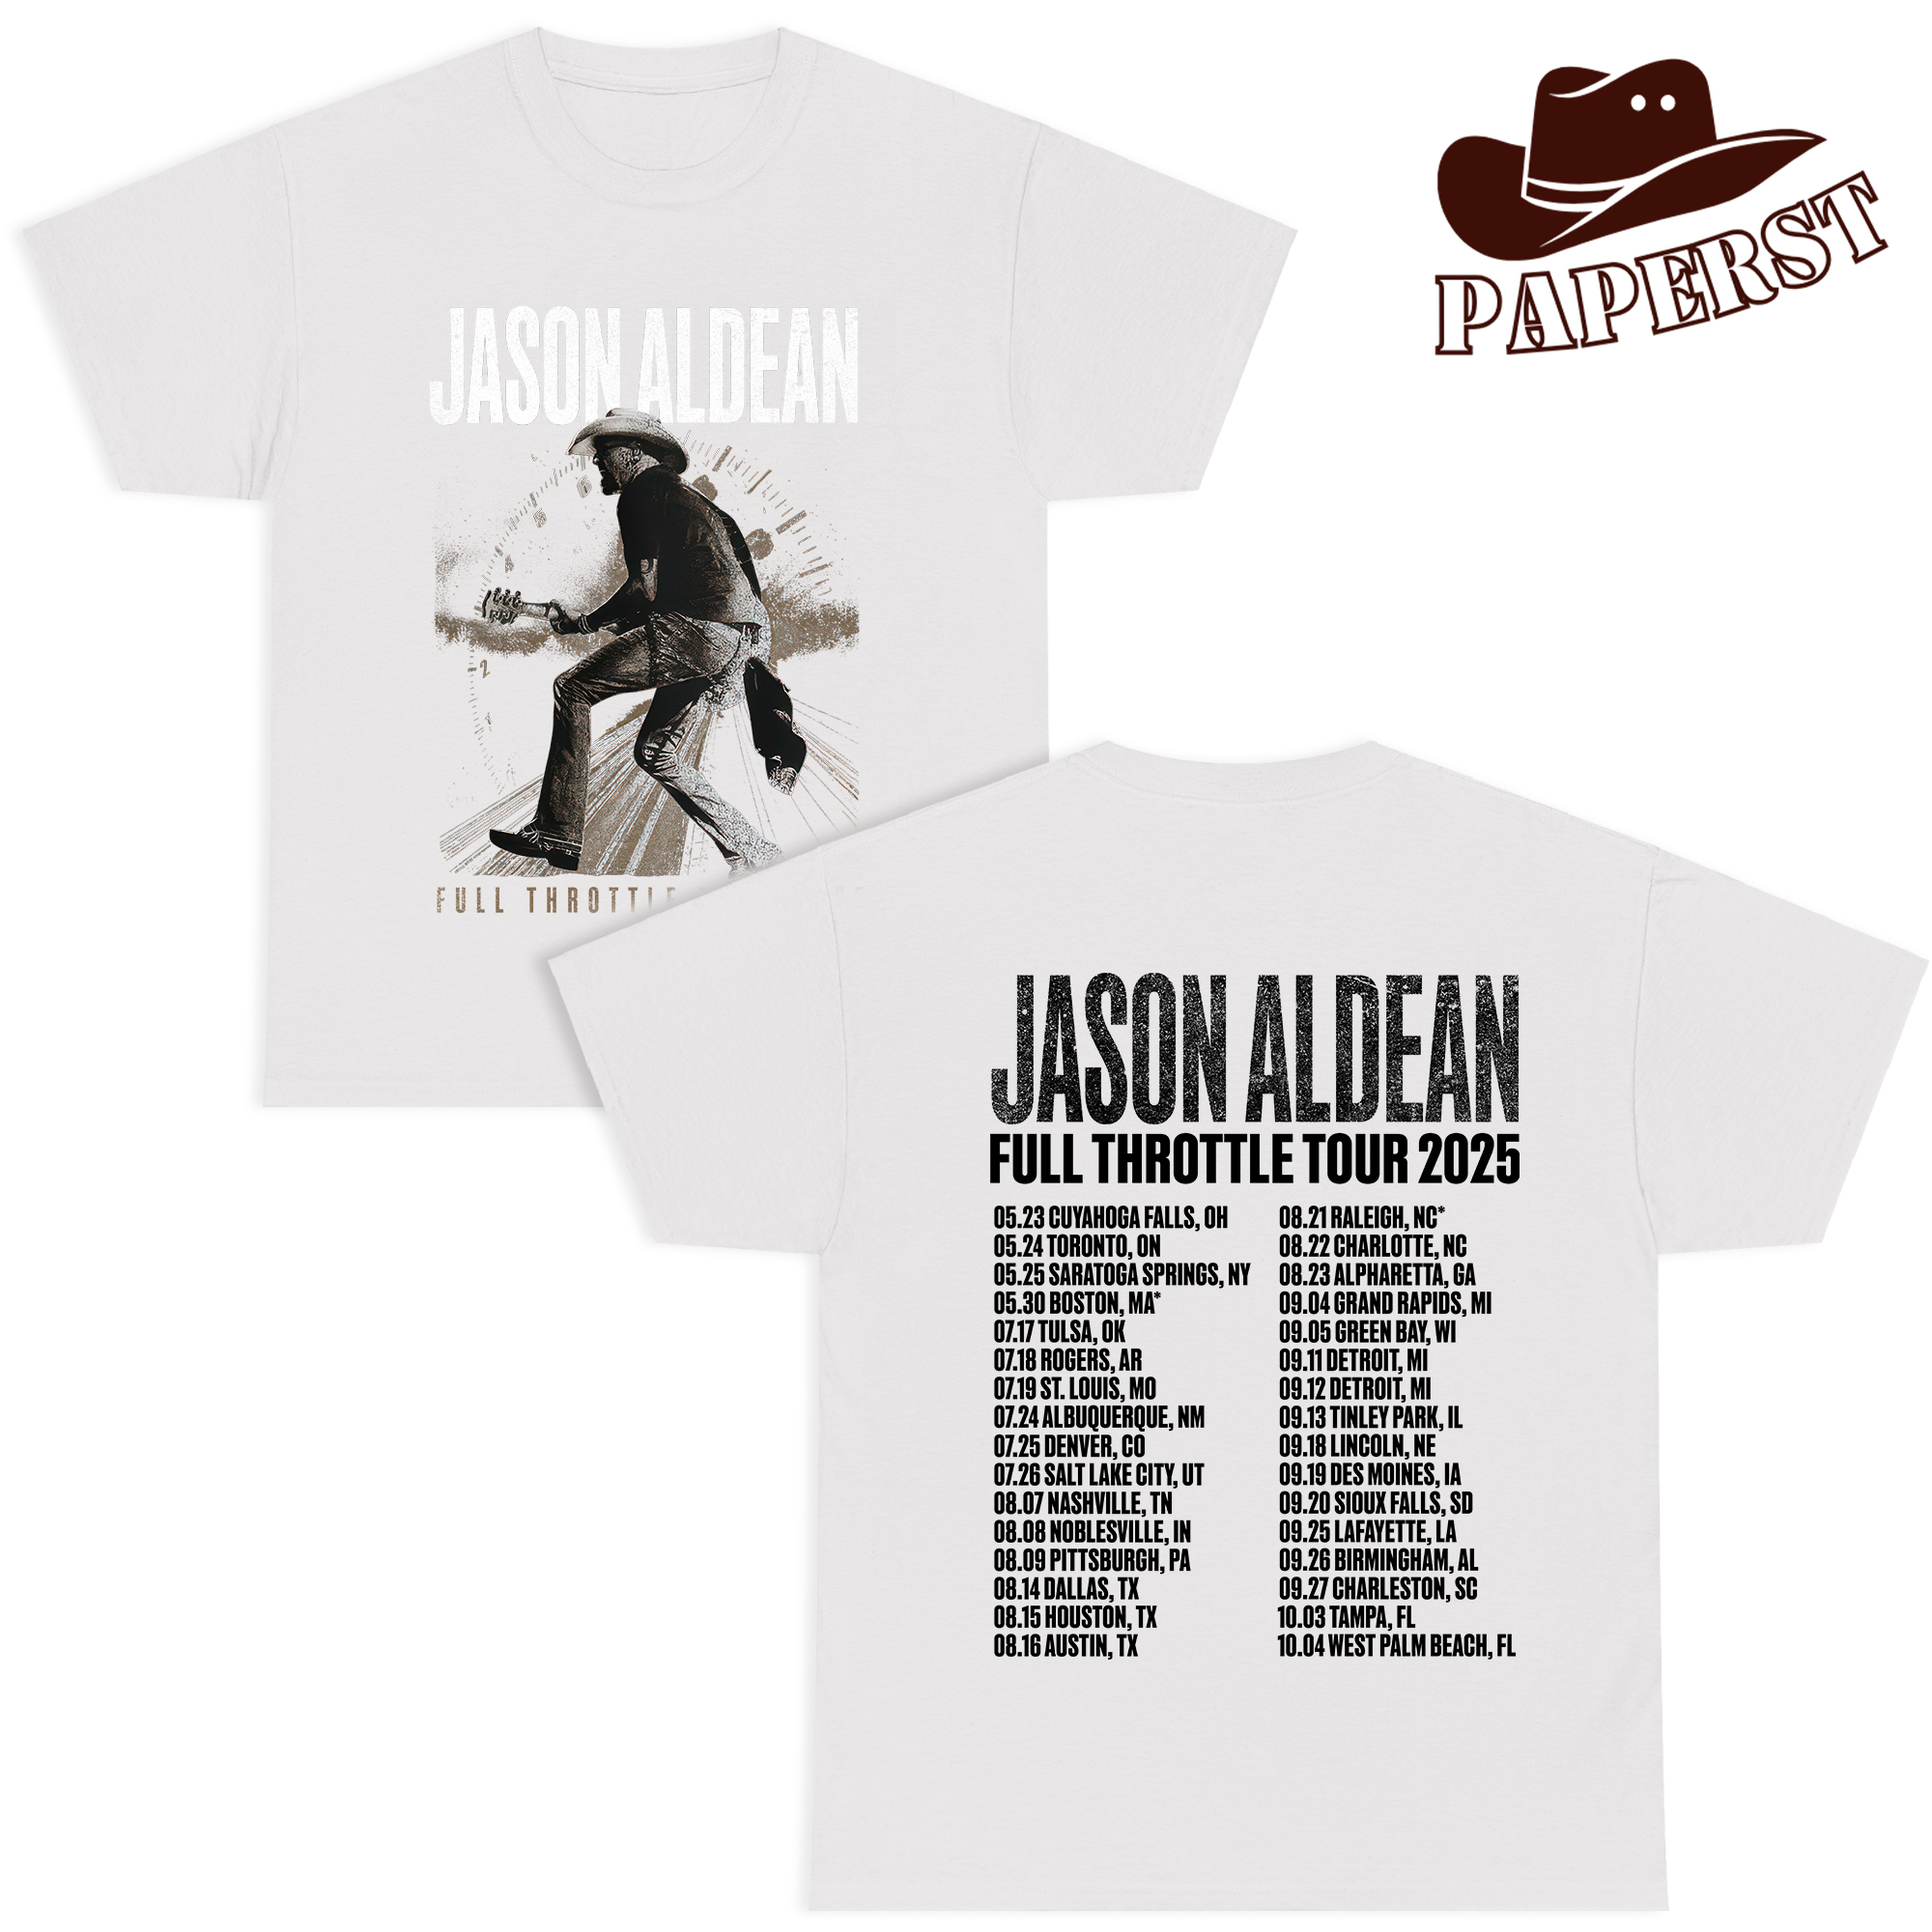 PAPERST
JASON ALDEAN
6
5
2
1
FULL THROTTLE
JASON ALDEAN
FULL THROTTLE TOUR 2025
05.23 CUYAHOGA FALLS, OH
05.24 TORONTO, ON
05.25 SARATOGA SPRINGS, NY
05.30 BOSTON, MA*
07.17 TULSA, OK
07.18 ROGERS, AR
07.19 ST. LOUIS, MO
07.24 ALBUQUERQUE, NM
07.25 DENVER, CO
07.26 SALT LAKE CITY, UT
08.07 NASHVILLE, TN
08.08 NOBLESVILLE, IN
08.09 PITTSBURGH, PA
08.14 DALLAS, TX
08.15 HOUSTON, TX
08.16 AUSTIN, TX
08.21 RALEIGH, NC*
08.22 CHARLOTTE, NC
08.23 ALPHARETTA, GA
09.04 GRAND RAPIDS, MI
09.05 GREEN BAY, WI
09.11 DETROIT, MI
09.12 DETROIT, MI
09.13 TINLEY PARK, IL
09.18 LINCOLN, NE
09.19 DES MOINES, IA
09.20 SIOUX FALLS, SD
09.25 LAFAYETTE, LA
09.26 BIRMINGHAM, AL
09.27 CHARLESTON, SC
10.03 TAMPA, FL
10.04 WEST PALM BEACH, FL